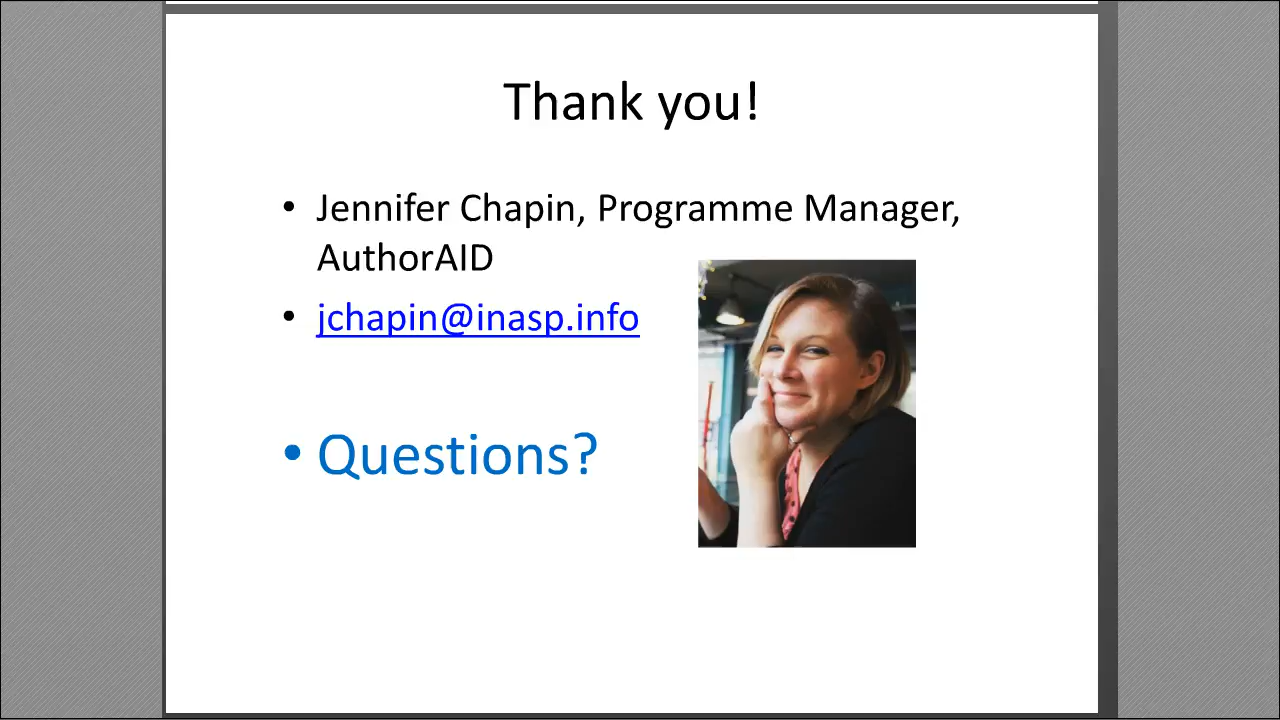 Thank you!
• Jennifer Chapin, Programme Manager,
AuthorAID
• jchapin@inasp.info
• Questions?